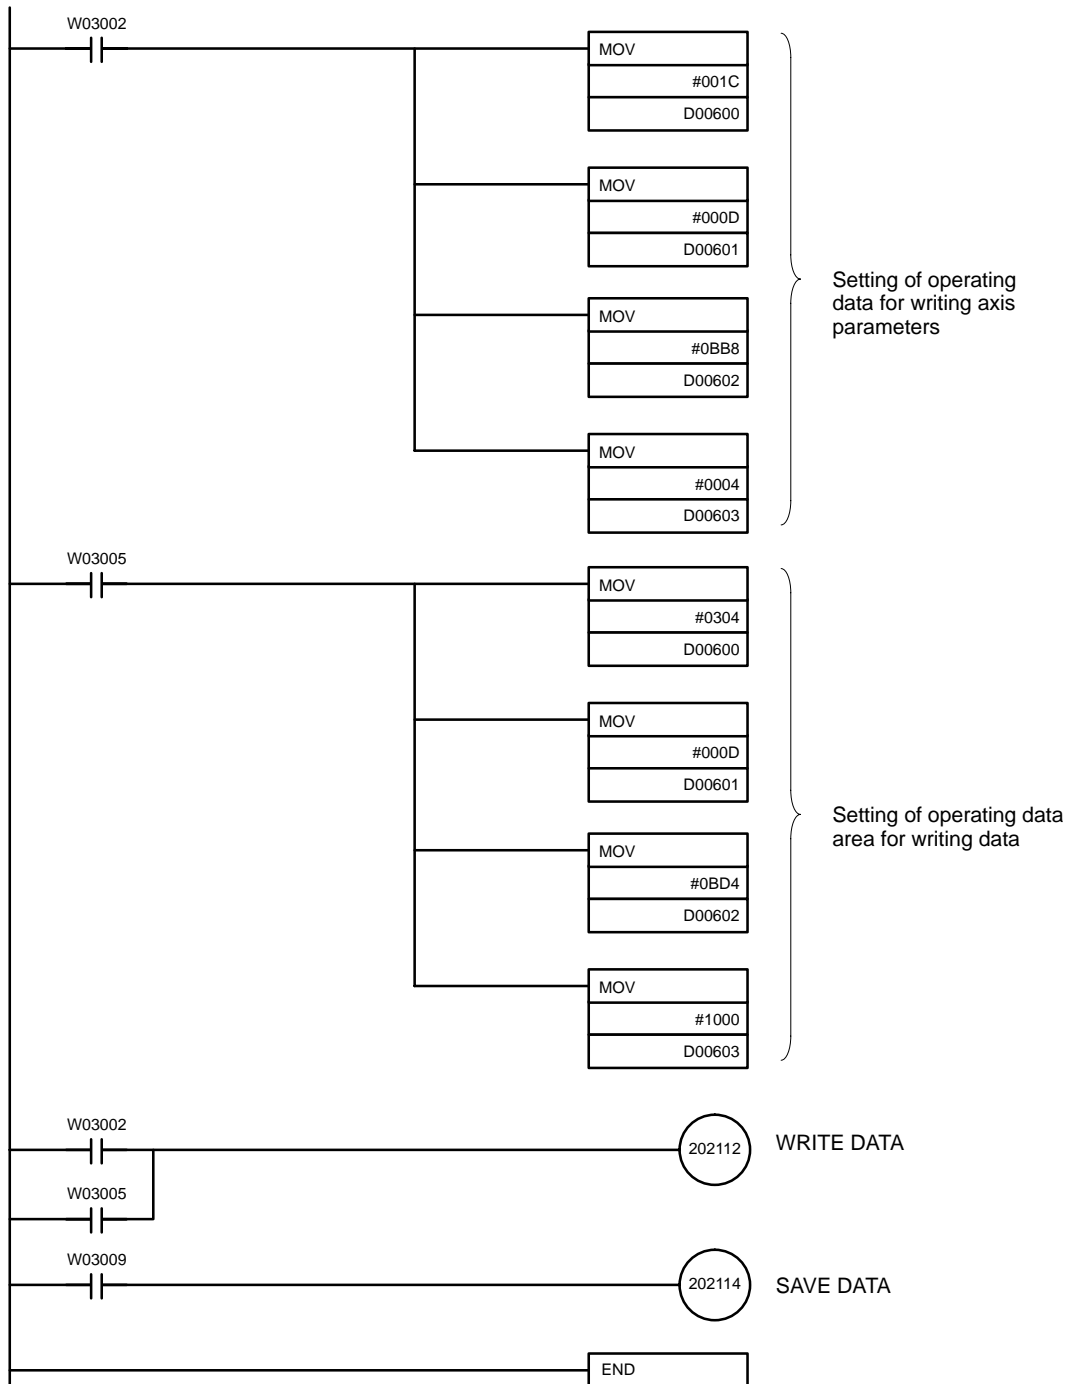 W03002
MOV
#001C
D00600
MOV
#000D
D00601
MOV
#0BB8
D00602
MOV
#0004
D00603
Setting of operating
data for writing axis
parameters
W03005
MOV
#0304
D00600
MOV
#000D
D00601
MOV
#0BD4
D00602
MOV
#1000
D00603
Setting of operating data
area for writing data
W03002
202112
WRITE DATA
W03005
W03009
202114
SAVE DATA
END